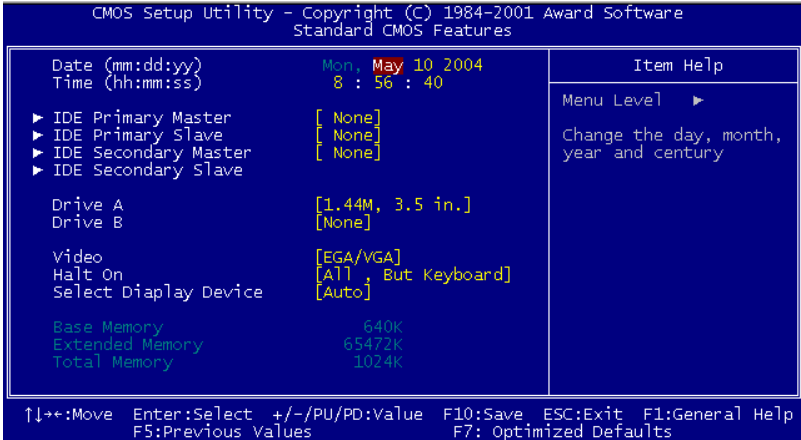 CMOS Setup Utility – Copyright (C) 1984-2001 Award Software
Standard CMOS Features
Date (mm:dd:yy) Mon, May 10 2004
Time (hh:mm:ss) 8 : 56 : 40
► IDE Primary Master [ None]
► IDE Primary Slave [ None]
► IDE Secondary Master [ None]
► IDE Secondary Slave
Drive A [1.44M, 3.5 in.]
Drive B [None]
Video [EGA/VGA]
Halt On [All , But Keyboard]
Select Diaplay Device [Auto]
Base Memory 640K
Extended Memory 65472K
Total Memory 1024K
Item Help
Menu Level ►
Change the day, month,
year and century
↑↓→←:Move Enter:Select +/-/PU/PD:Value F10:Save ESC:Exit F1:General Help
F5:Previous Values F7: Optimized Defaults